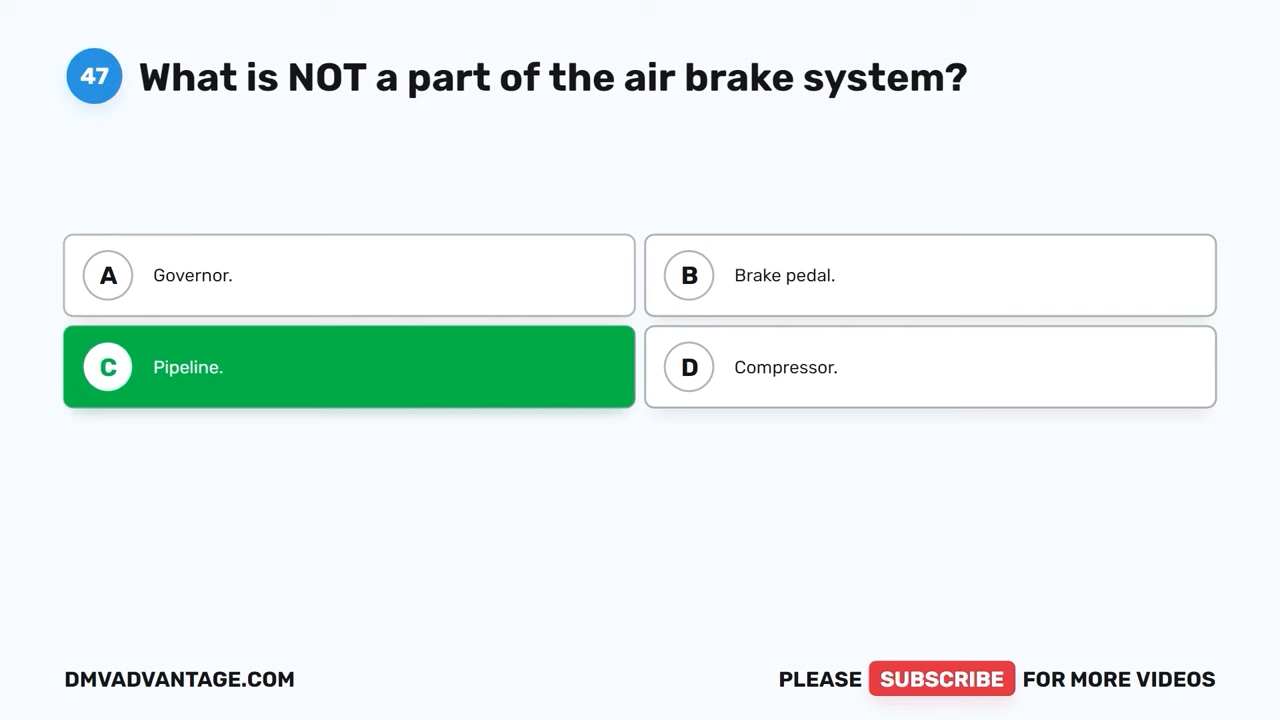 47 What is NOT a part of the air brake system?
A Governor.
B Brake pedal.
C Pipeline.
D Compressor.
DMVADVANTAGE.COM
PLEASE SUBSCRIBE FOR MORE VIDEOS